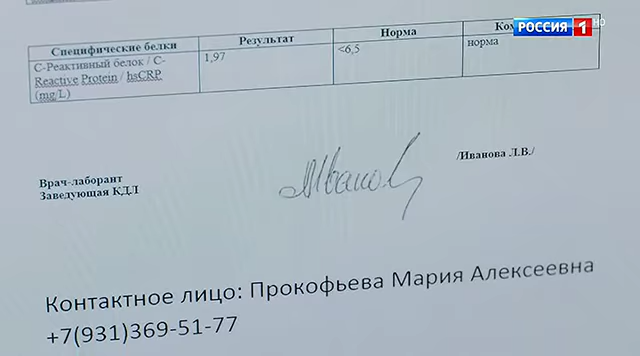 РОССИЯ 1 HD
Специфические белки Результат Норма
С-Реактивный белок / C- 1,97 <6,5 норма
Reactive Protein / hsCRP
(mg/L)
/Иванова Л.В./
Врач-лаборант
Заведующая КДЛ
Контактное лицо: Прокофьева Мария Алексеевна
+7(931)369-51-77